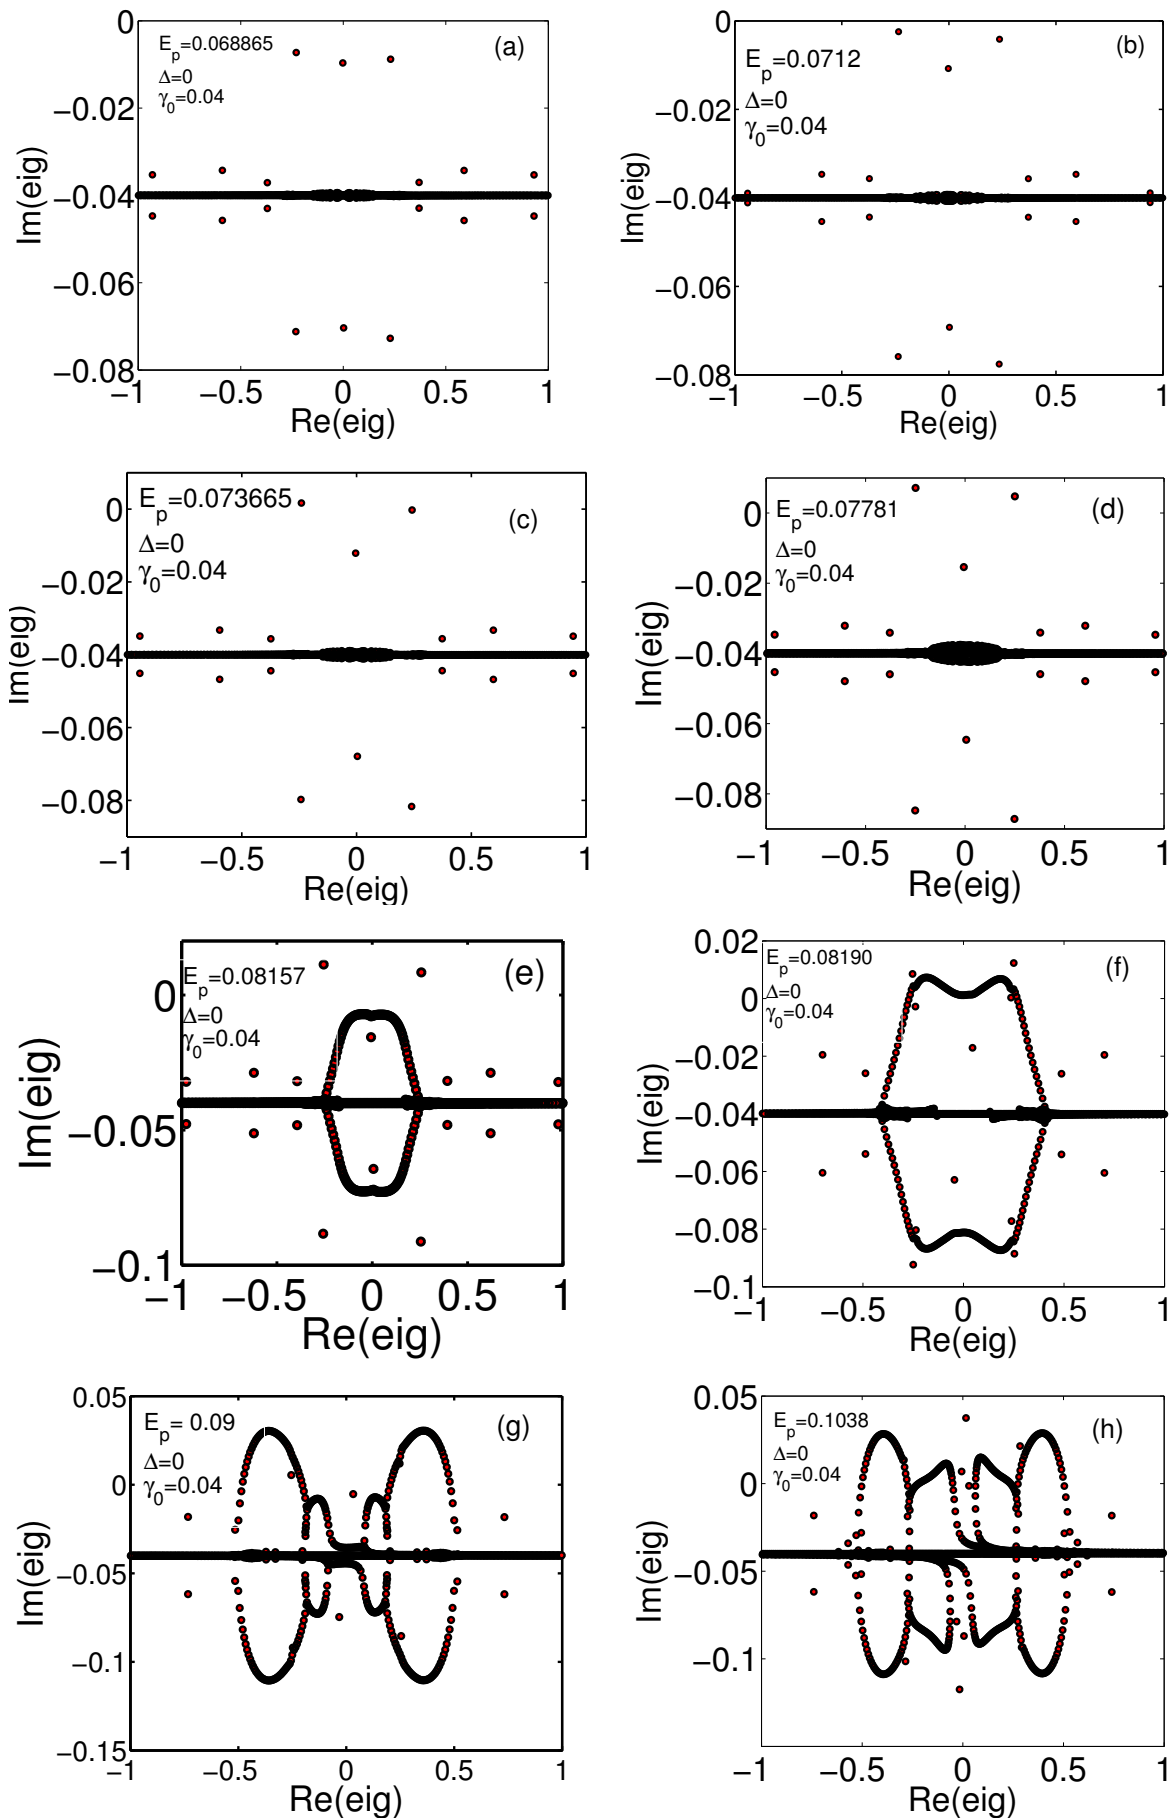 0
E_p=0.068865
(a)
Δ=0
γ_0=0.04
−0.02
−0.04
−0.06
−0.08
−1
−0.5
0
0.5
1
Im(eig)
Re(eig)
0
E_p=0.0712
(b)
Δ=0
γ_0=0.04
−0.02
−0.04
−0.06
−0.08
−1
−0.5
0
0.5
1
Im(eig)
Re(eig)
0
E_p=0.073665
(c)
Δ=0
γ_0=0.04
−0.02
−0.04
−0.06
−0.08
−1
−0.5
0
0.5
1
Im(eig)
Re(eig)
0
E_p=0.07781
(d)
Δ=0
γ_0=0.04
−0.02
−0.04
−0.06
−0.08
−1
−0.5
0
0.5
1
Im(eig)
Re(eig)
0
E_p=0.08157
(e)
Δ=0
γ_0=0.04
−0.05
−0.1
−1
−0.5
0
0.5
1
Im(eig)
Re(eig)
0.02
E_p=0.08190
(f)
0
Δ=0
γ_0=0.04
−0.02
−0.04
−0.06
−0.08
−0.1
−1
−0.5
0
0.5
1
Im(eig)
Re(eig)
0.05
E_p= 0.09
(g)
Δ=0
γ_0=0.04
0
−0.05
−0.1
−0.15
−1
−0.5
0
0.5
1
Im(eig)
Re(eig)
0.05
E_p=0.1038
(h)
Δ=0
γ_0=0.04
0
−0.05
−0.1
−1
−0.5
0
0.5
1
Im(eig)
Re(eig)